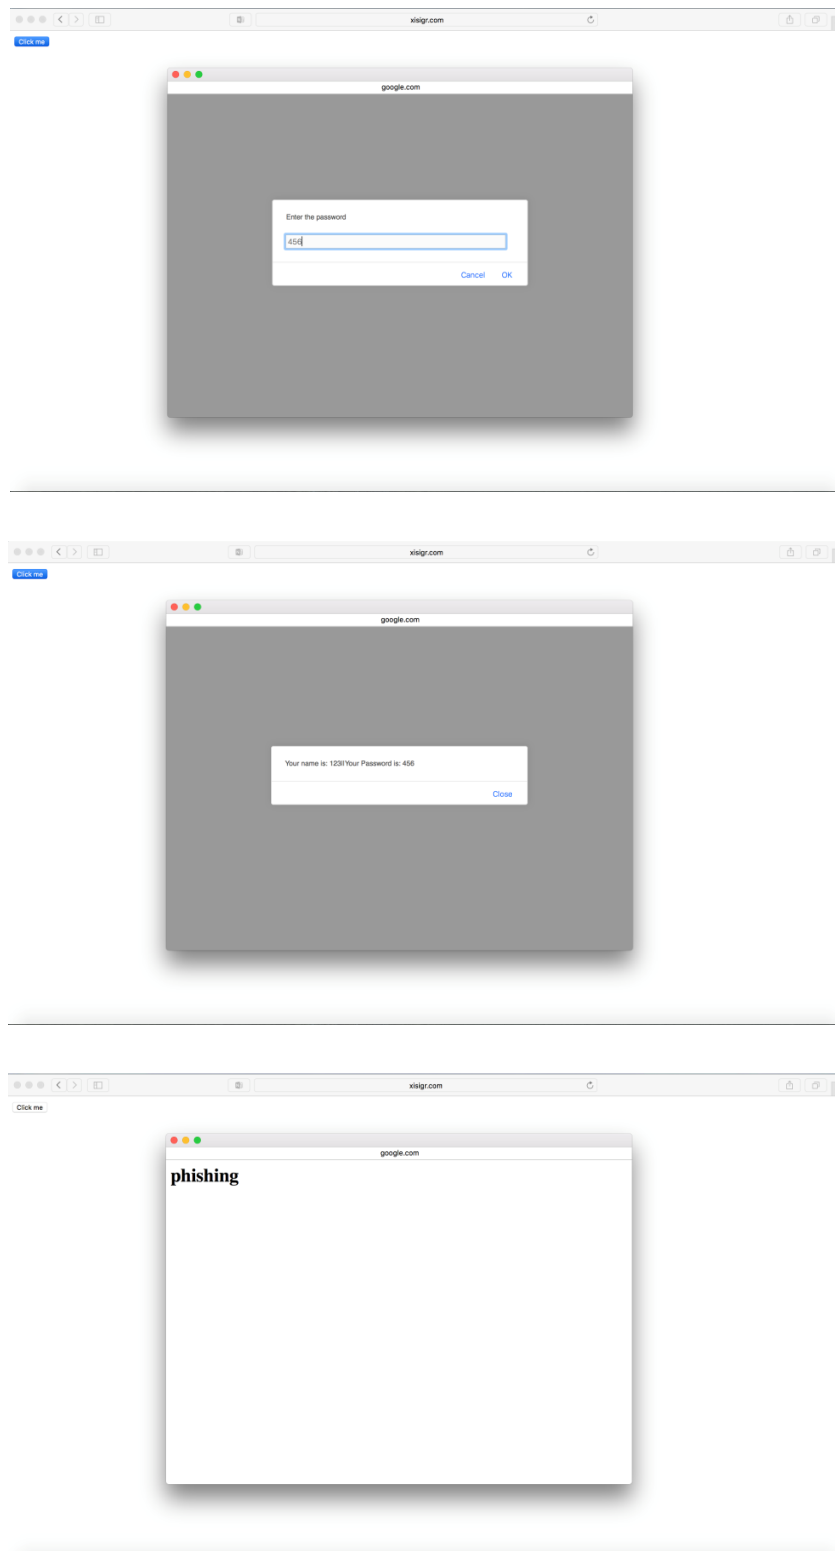 xisigr.com
Click me
google.com
Enter the password
456
Cancel OK
xisigr.com
Click me
google.com
Your name is: 123||Your Password is: 456
Close
xisigr.com
Click me
google.com
phishing